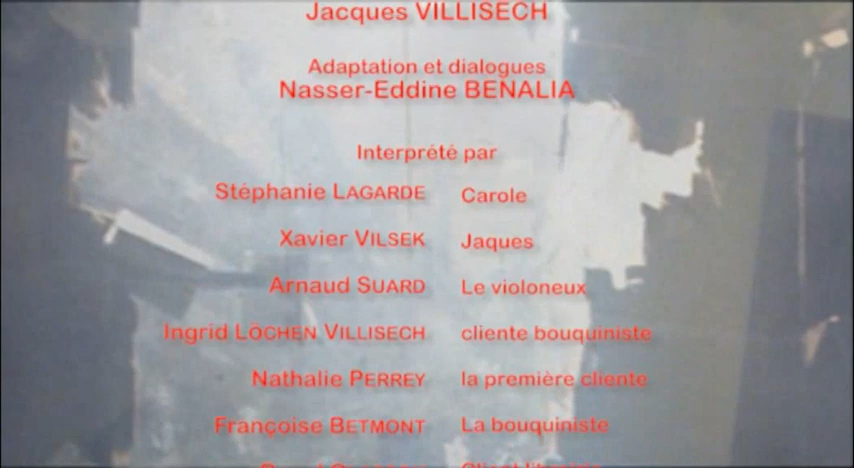 Jacques VILLISECH
Adaptation et dialogues
Nasser-Eddine BENALIA
Interprété par
Stéphanie LAGARDE Carole
Xavier VILSEK Jaques
Arnaud SUARD Le violoneux
Ingrid LÖCHEN VILLISECH cliente bouquiniste
Nathalie PERREY la première cliente
Françoise BETMONT La bouquiniste
Client